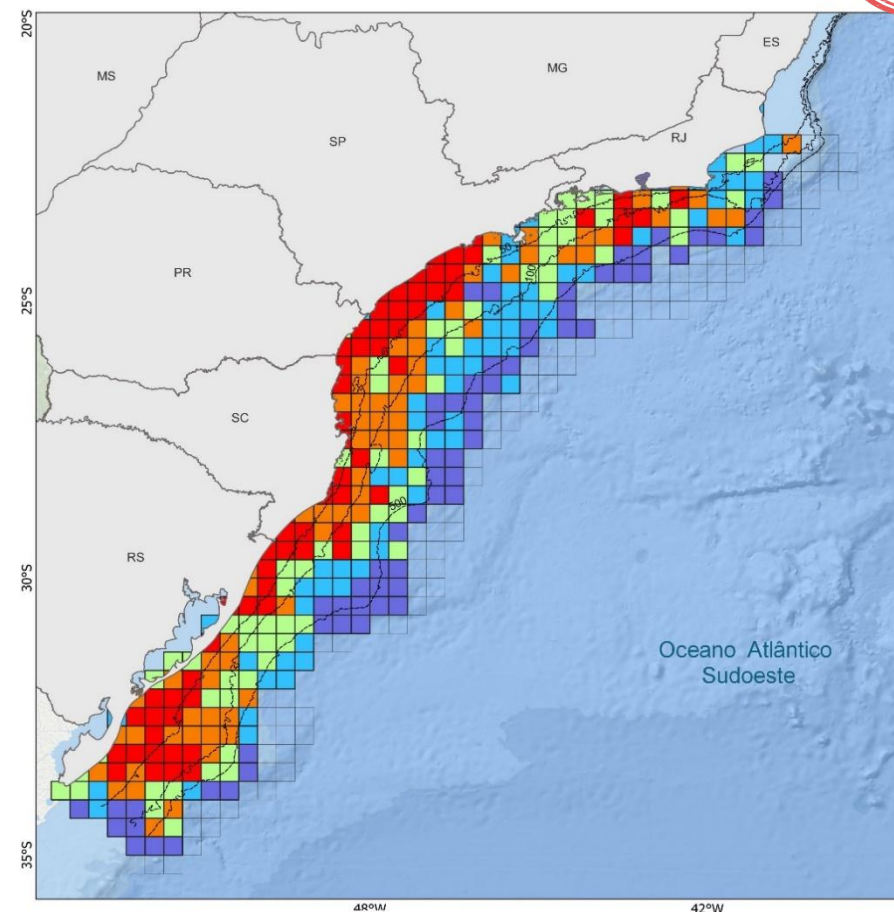 20°S
ES
MS
MG
SP
RJ
50
100
25°S
PR
SC
500
RS
30°S
Oceano Atlântico
Sudoeste
35°S
48°W
42°W